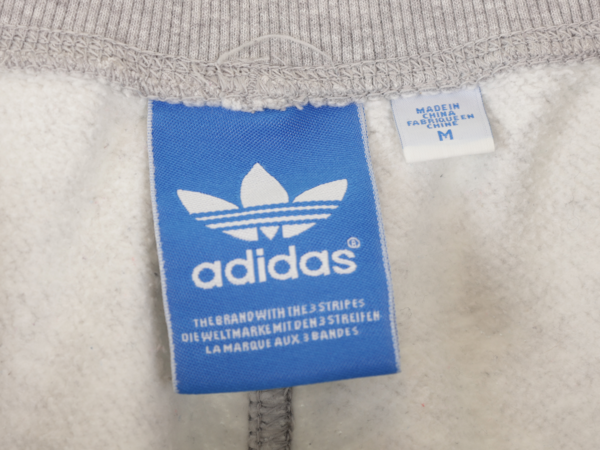 MADE IN
CHINA
FABRIQUE EN
CHINE
M
adidas®
THE BRAND WITH THE 3 STRIPES
DIE WELTMARKE MIT DEN 3 STREIFEN
LA MARQUE AUX 3 BANDES